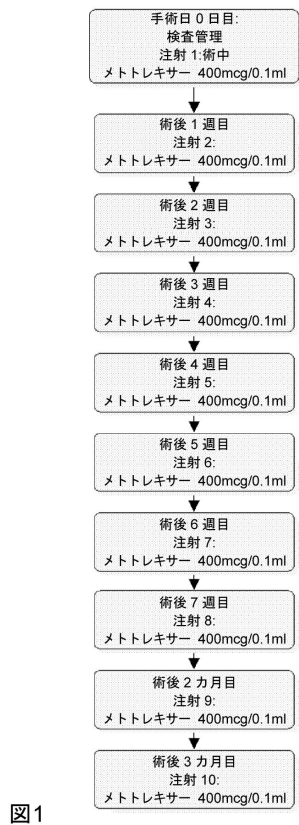 手術日 0 日目:
検査管理
注射 1:術中
メトトレキサー 400mcg/0.1ml
術後 1 週目
注射 2:
メトトレキサー 400mcg/0.1ml
術後 2 週目
注射 3:
メトトレキサー 400mcg/0.1ml
術後 3 週目
注射 4:
メトトレキサー 400mcg/0.1ml
術後 4 週目
注射 5:
メトトレキサー 400mcg/0.1ml
術後 5 週目
注射 6:
メトトレキサー 400mcg/0.1ml
術後 6 週目
注射 7:
メトトレキサー 400mcg/0.1ml
術後 7 週目
注射 8:
メトトレキサー 400mcg/0.1ml
術後 2 カ月目
注射 9:
メトトレキサー 400mcg/0.1ml
術後 3 カ月目
注射 10:
メトトレキサー 400mcg/0.1ml
図1